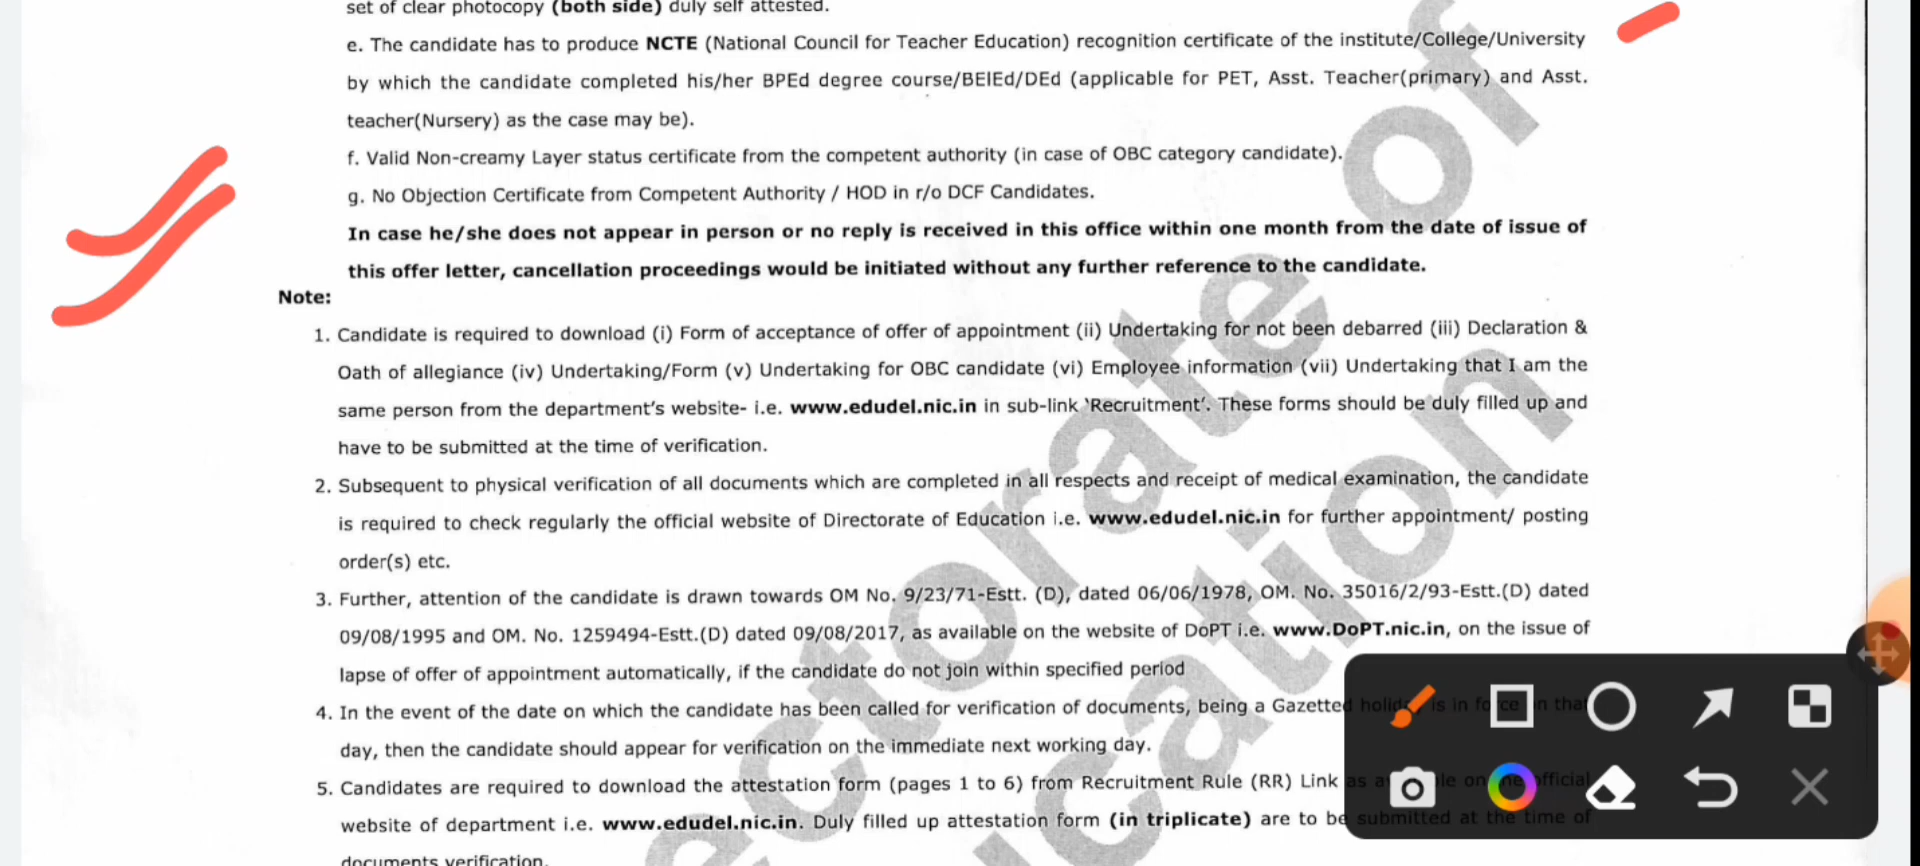 set of clear photocopy (both side) duly self attested.
e. The candidate has to produce NCTE (National Council for Teacher Education) recognition certificate of the institute/College/University
by which the candidate completed his/her BPEd degree course/BElEd/DEd (applicable for PET, Asst. Teacher(primary) and Asst.
teacher(Nursery) as the case may be).
f. Valid Non-creamy Layer status certificate from the competent authority (in case of OBC category candidate).
g. No Objection Certificate from Competent Authority / HOD in r/o DCF Candidates.
In case he/she does not appear in person or no reply is received in this office within one month from the date of issue of
this offer letter, cancellation proceedings would be initiated without any further reference to the candidate.
Note:
1. Candidate is required to download (i) Form of acceptance of offer of appointment (ii) Undertaking for not been debarred (iii) Declaration &
Oath of allegiance (iv) Undertaking/Form (v) Undertaking for OBC candidate (vi) Employee information (vii) Undertaking that I am the
same person from the department's website- i.e. www.edudel.nic.in in sub-link 'Recruitment'. These forms should be duly filled up and
have to be submitted at the time of verification.
2. Subsequent to physical verification of all documents which are completed in all respects and receipt of medical examination, the candidate
is required to check regularly the official website of Directorate of Education i.e. www.edudel.nic.in for further appointment/ posting
order(s) etc.
3. Further, attention of the candidate is drawn towards OM No. 9/23/71-Estt. (D), dated 06/06/1978, OM. No. 35016/2/93-Estt.(D) dated
09/08/1995 and OM. No. 1259494-Estt.(D) dated 09/08/2017, as available on the website of DoPT i.e. www.DoPT.nic.in, on the issue of
lapse of offer of appointment automatically, if the candidate do not join within specified period
4. In the event of the date on which the candidate has been called for verification of documents, being a Gazetted is in that
day, then the candidate should appear for verification on the immediate next working day.
5. Candidates are required to download the attestation form (pages 1 to 6) from Recruitment Rule (RR) Link as
website of department i.e. www.edudel.nic.in. Duly filled up attestation form (in triplicate) are to be submitted at the time of
documents verification.
ectorate of
cation